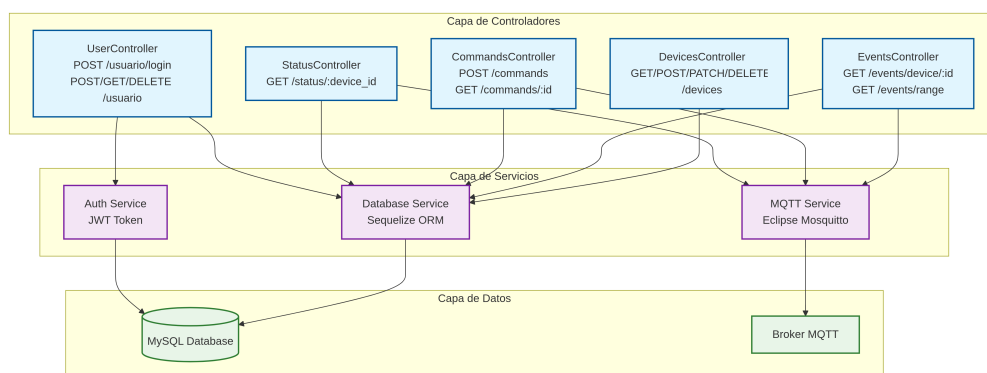 Capa de Controladores
UserController
POST /usuario/login
POST/GET/DELETE
/usuario
StatusController
GET /status/:device_id
CommandsController
POST /commands
GET /commands/:id
DevicesController
GET/POST/PATCH/DELETE
/devices
EventsController
GET /events/device/:id
GET /events/range
Capa de Servicios
Auth Service
JWT Token
Database Service
Sequelize ORM
MQTT Service
Eclipse Mosquitto
Capa de Datos
MySQL Database
Broker MQTT